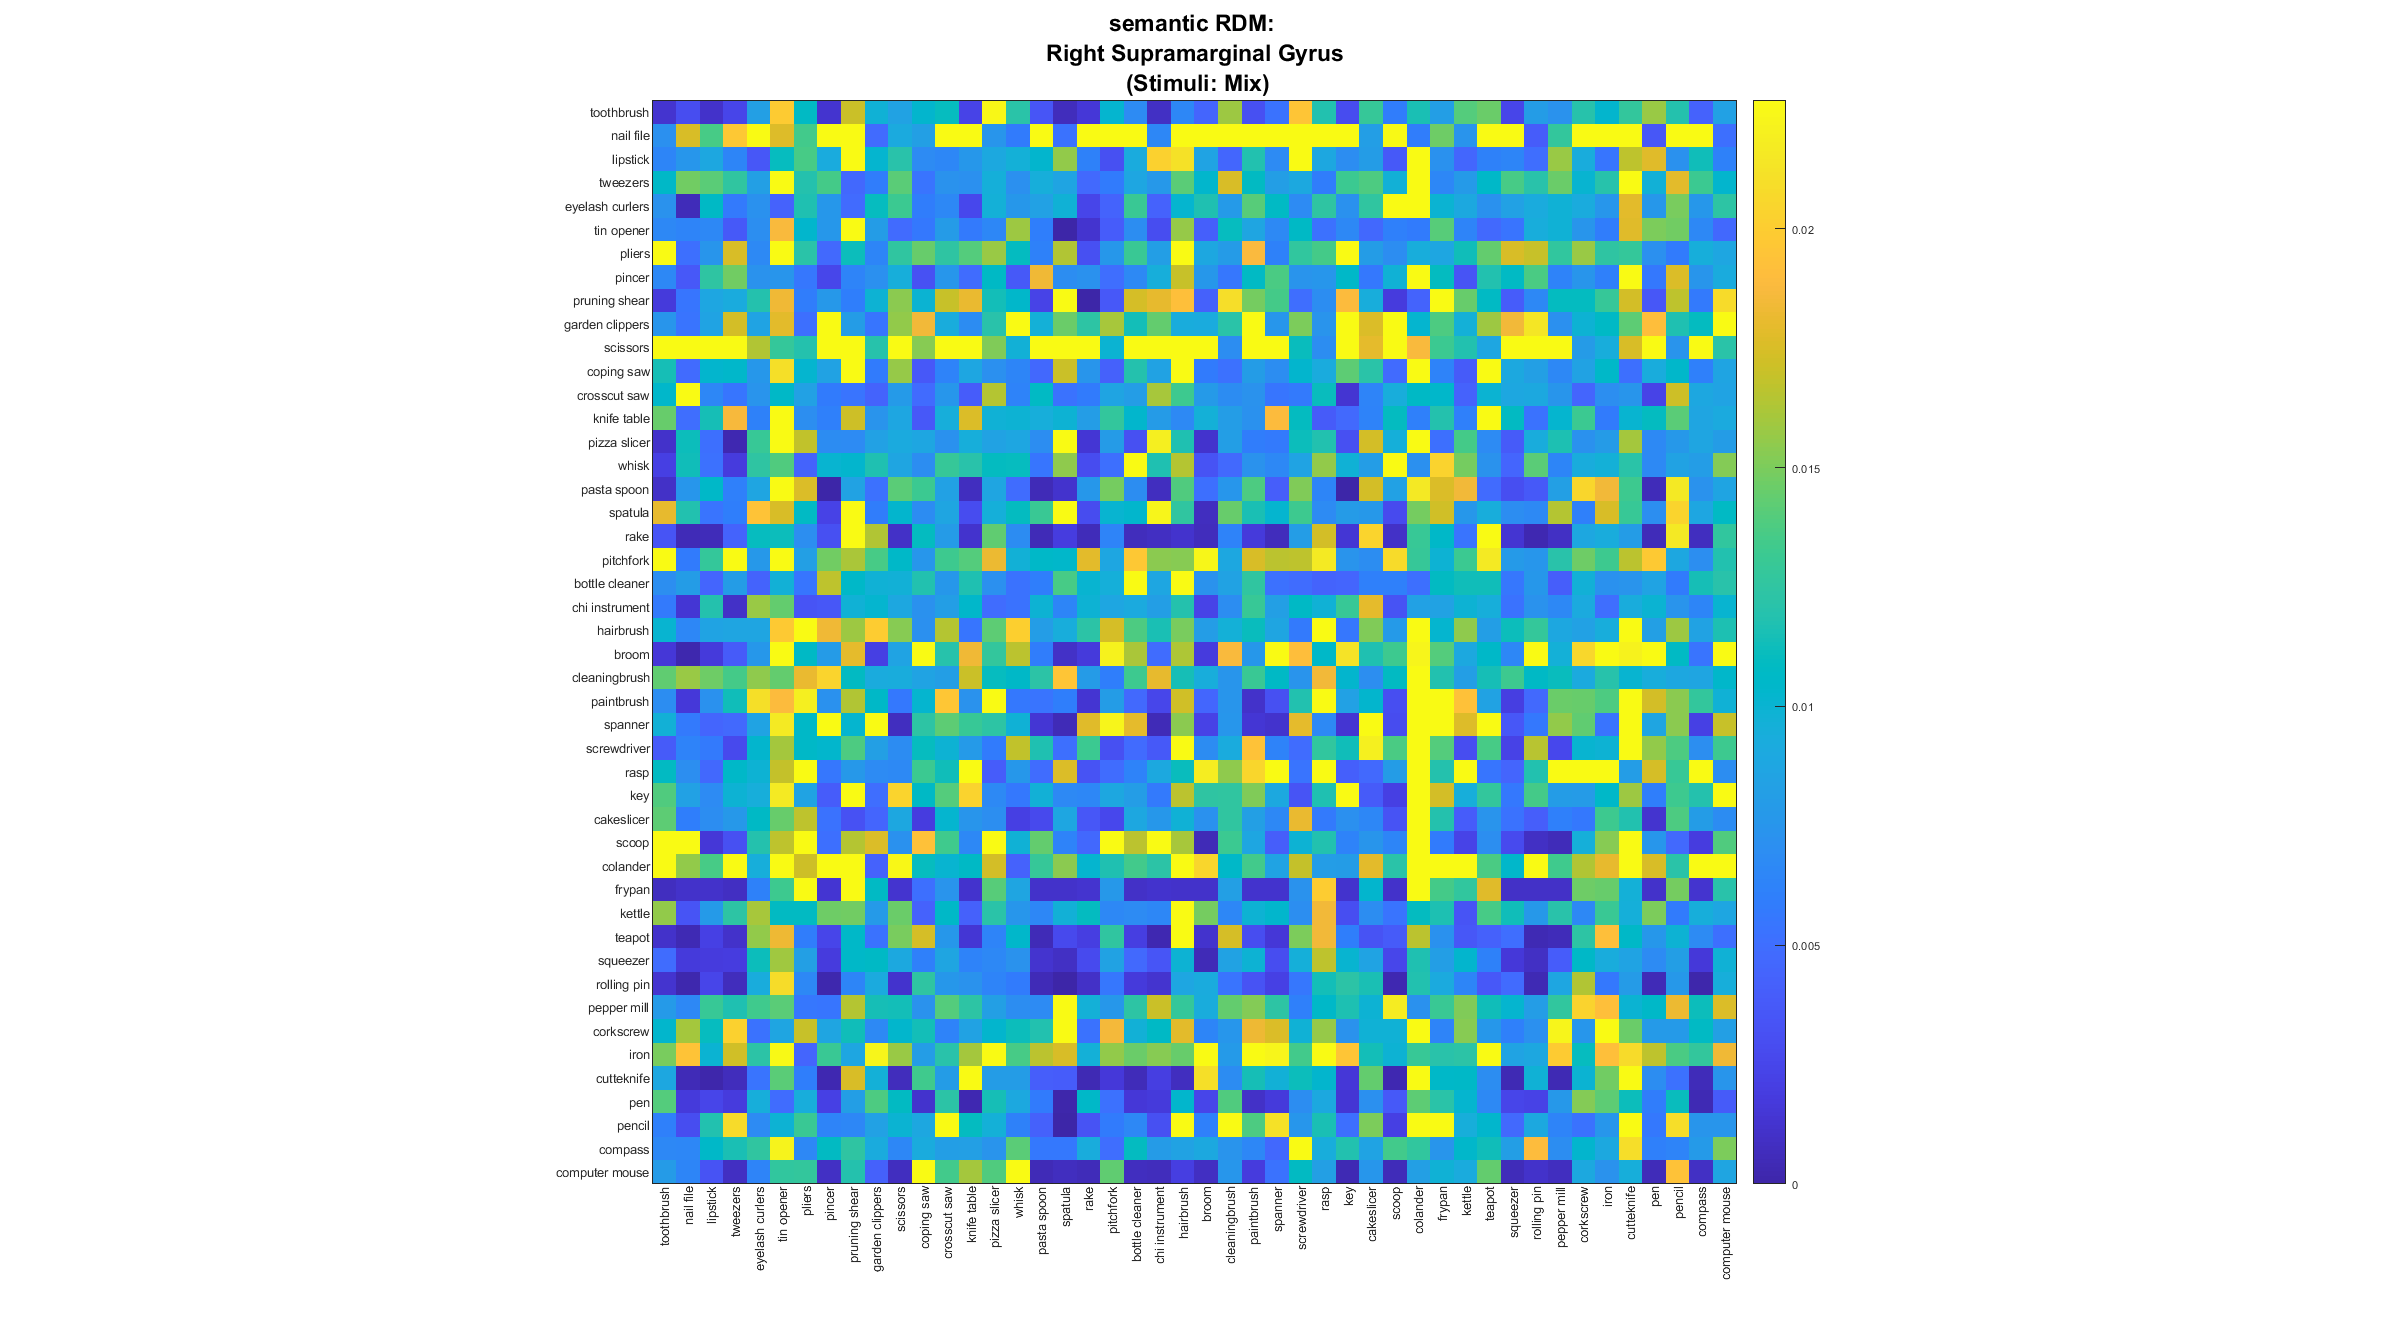 semantic RDM:
Right Supramarginal Gyrus
(Stimuli: Mix)
toothbrush
nail file
lipstick
tweezers
eyelash curlers
tin opener
pliers
pincer
pruning shear
garden clippers
scissors
coping saw
crosscut saw
knife table
pizza slicer
whisk
pasta spoon
spatula
rake
pitchfork
bottle cleaner
chi instrument
hairbrush
broom
cleaningbrush
paintbrush
spanner
screwdriver
rasp
key
cakeslicer
scoop
colander
frypan
kettle
teapot
squeezer
rolling pin
pepper mill
corkscrew
iron
cutteknife
pen
pencil
compass
computer mouse
toothbrush
nail file
lipstick
tweezers
eyelash curlers
tin opener
pliers
pincer
pruning shear
garden clippers
scissors
coping saw
crosscut saw
knife table
pizza slicer
whisk
pasta spoon
spatula
rake
pitchfork
bottle cleaner
chi instrument
hairbrush
broom
cleaningbrush
paintbrush
spanner
screwdriver
rasp
key
cakeslicer
scoop
colander
frypan
kettle
teapot
squeezer
rolling pin
pepper mill
corkscrew
iron
cutteknife
pen
pencil
compass
computer mouse
0.02
0.015
0.01
0.005
0